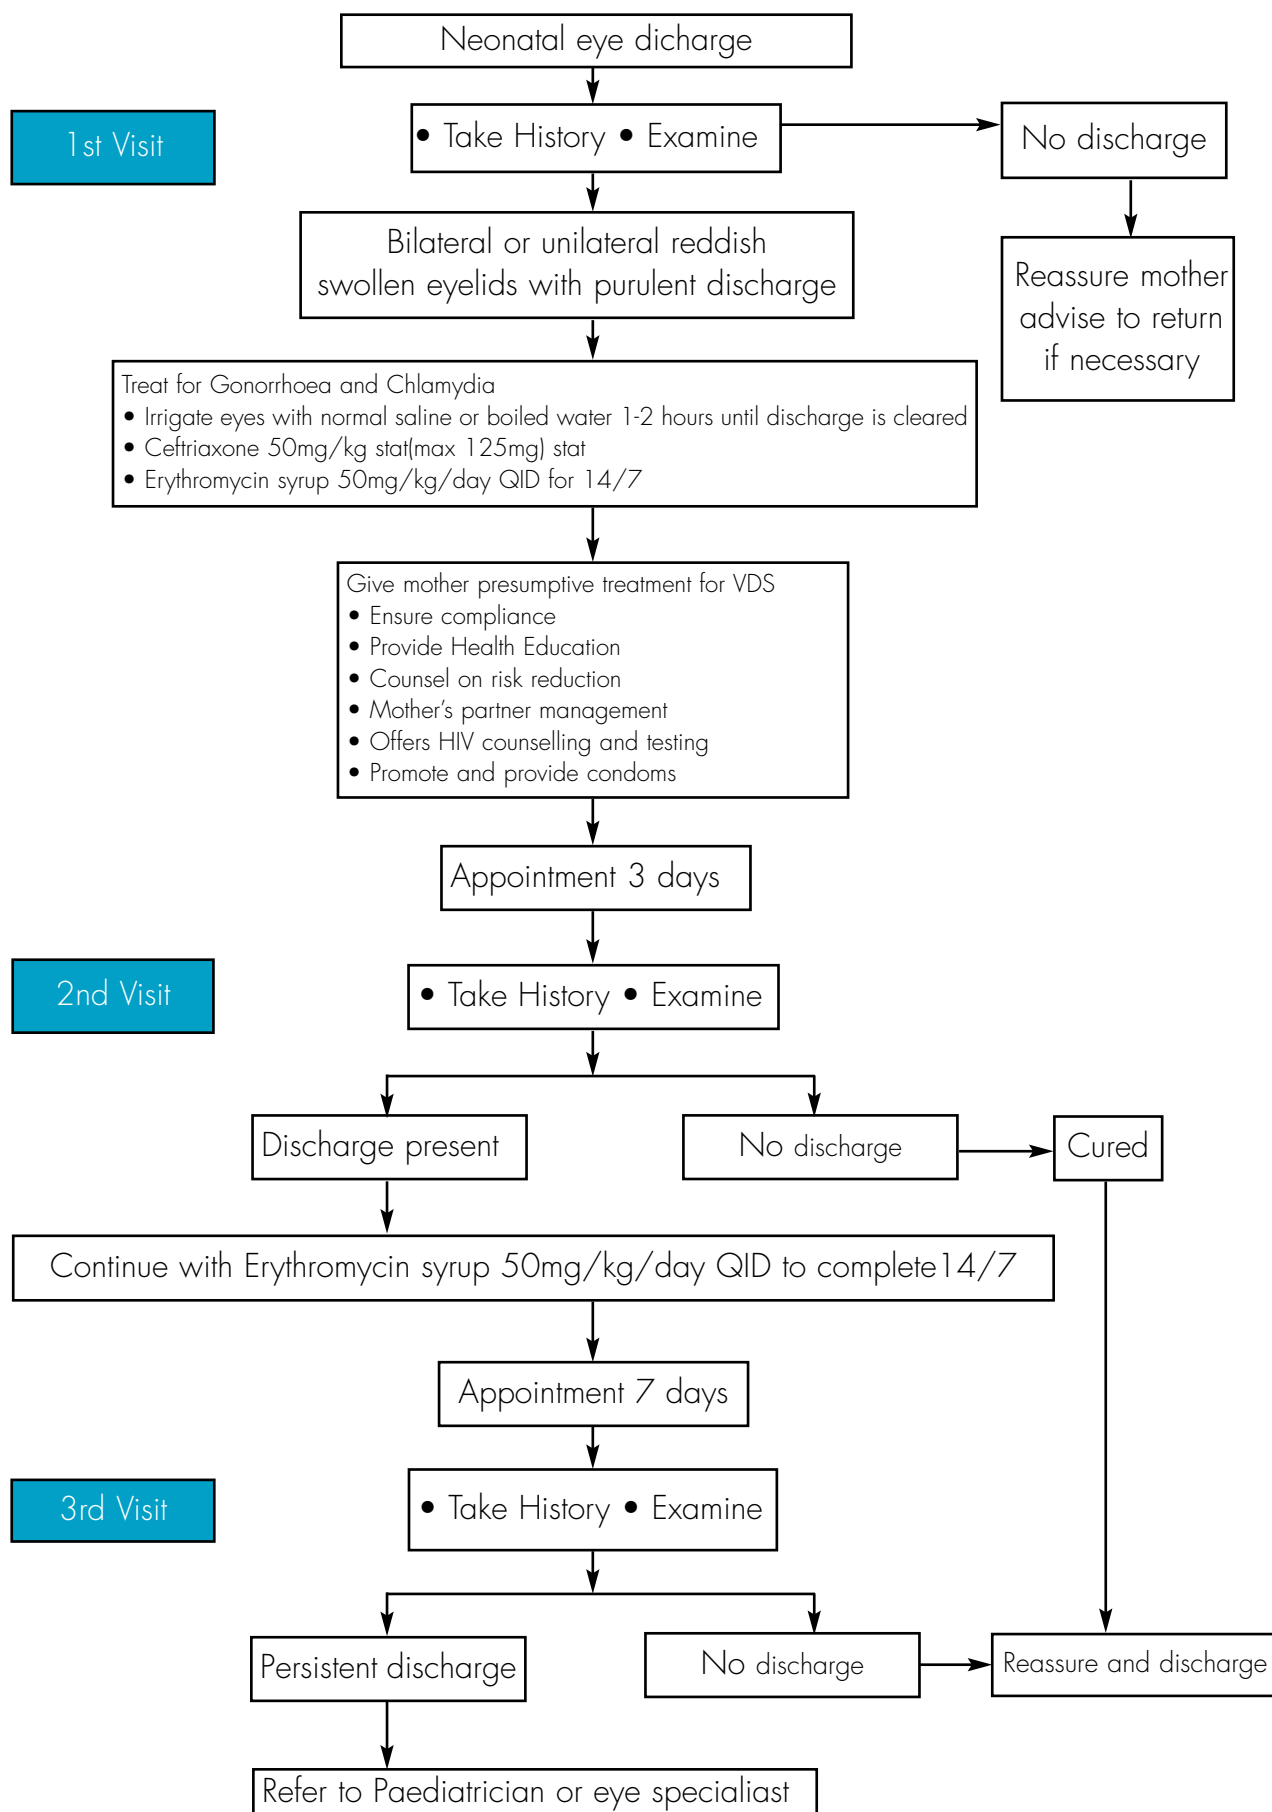 Neonatal eye dicharge
1st Visit
• Take History • Examine
No discharge
Bilateral or unilateral reddish
swollen eyelids with purulent discharge
Reassure mother
advise to return
if necessary
Treat for Gonorrhoea and Chlamydia
• Irrigate eyes with normal saline or boiled water 1-2 hours until discharge is cleared
• Ceftriaxone 50mg/kg stat(max 125mg) stat
• Erythromycin syrup 50mg/kg/day QID for 14/7
Give mother presumptive treatment for VDS
• Ensure compliance
• Provide Health Education
• Counsel on risk reduction
• Mother's partner management
• Offers HIV counselling and testing
• Promote and provide condoms
Appointment 3 days
2nd Visit
• Take History • Examine
Discharge present
No discharge
Cured
Continue with Erythromycin syrup 50mg/kg/day QID to complete14/7
Appointment 7 days
3rd Visit
• Take History • Examine
Persistent discharge
No discharge
Reassure and discharge
Refer to Paediatrician or eye specialiast